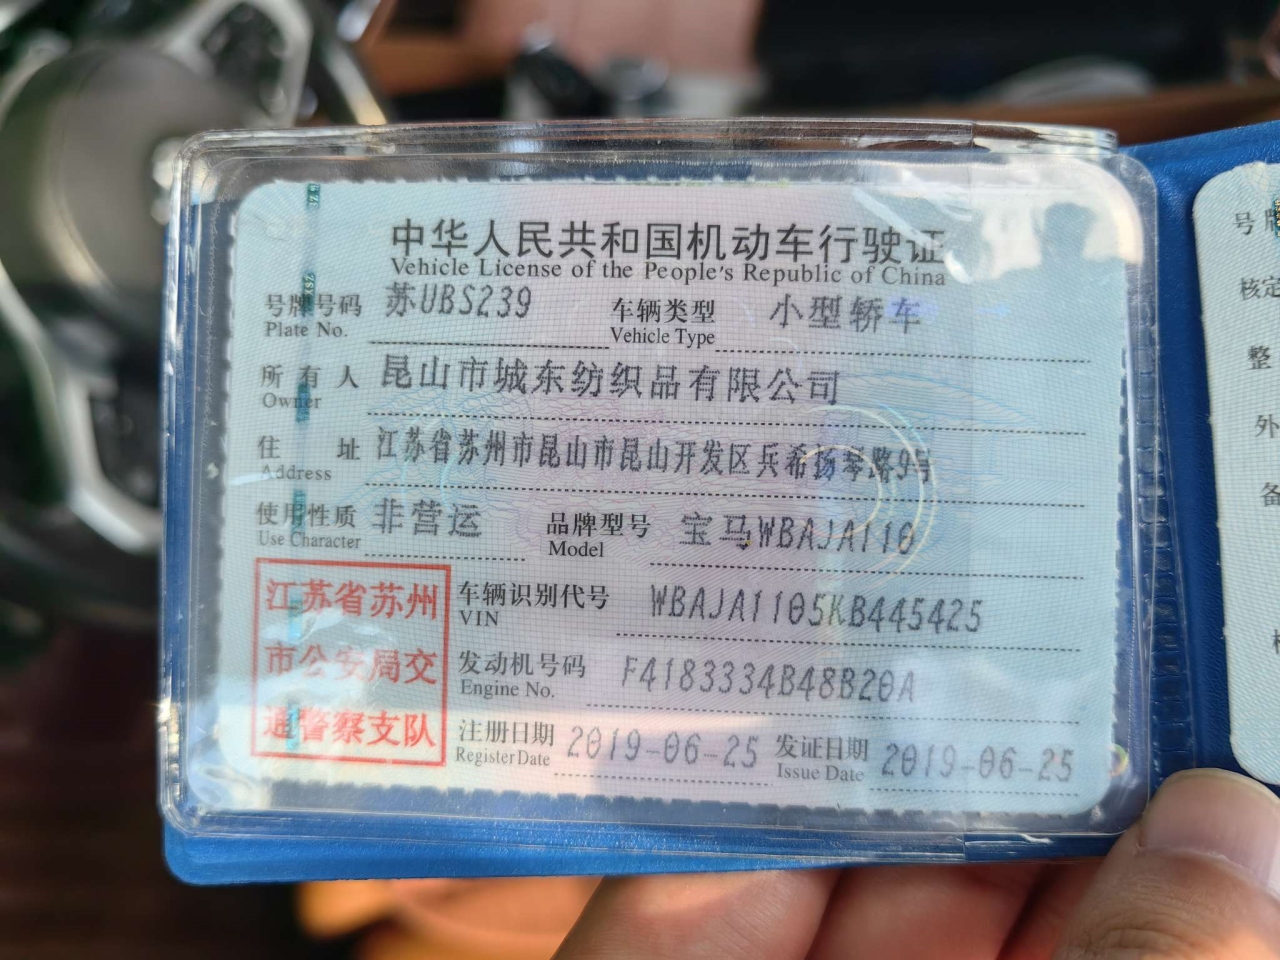 中华人民共和国机动车行驶证
Vehicle License of the People's Republic of China
号牌号码 苏UBS239 车辆类型 小型轿车
Plate No. Vehicle Type
所有人 昆山市城东纺织品有限公司
Owner
住址 江苏省苏州市昆山市昆山开发区兵希扬琴路9号
Address
使用性质 非营运 品牌型号 宝马WBAJA110
Use Character Model
江苏省苏州
市公安局交
通警察支队
车辆识别代号 WBAJA1105KB445425
VIN
发动机号码 F4183334B48B20A
Engine No.
注册日期 2019-06-25 发证日期 2019-06-25
Register Date Issue Date
号牌
核定
整
外
备